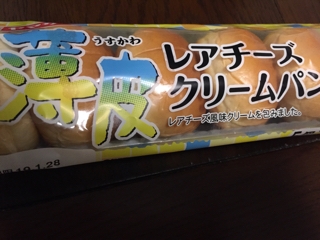 うすかわ
薄皮
レアチーズ
クリームパン
レアチーズ風味クリームを包みました。